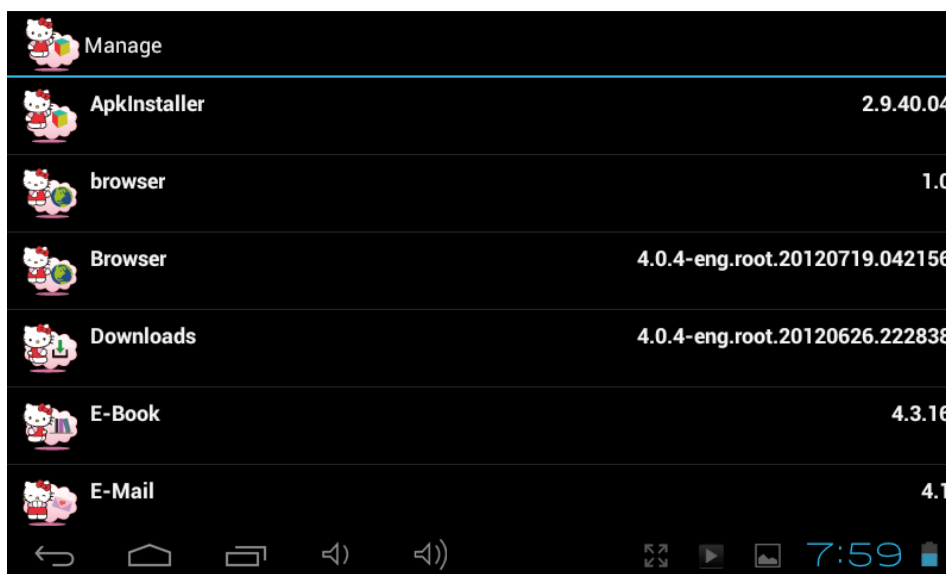 Manage
ApkInstaller 2.9.40.04
browser 1.0
Browser 4.0.4-eng.root.20120719.042156
Downloads 4.0.4-eng.root.20120626.222838
E-Book 4.3.16
E-Mail 4.1
7:59